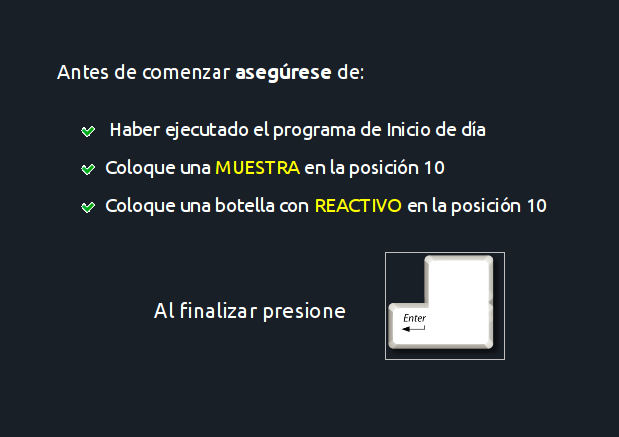 Antes de comenzar asegúrese de:
Haber ejecutado el programa de Inicio de día
Coloque una MUESTRA en la posición 10
Coloque una botella con REACTIVO en la posición 10
Al finalizar presione
Enter